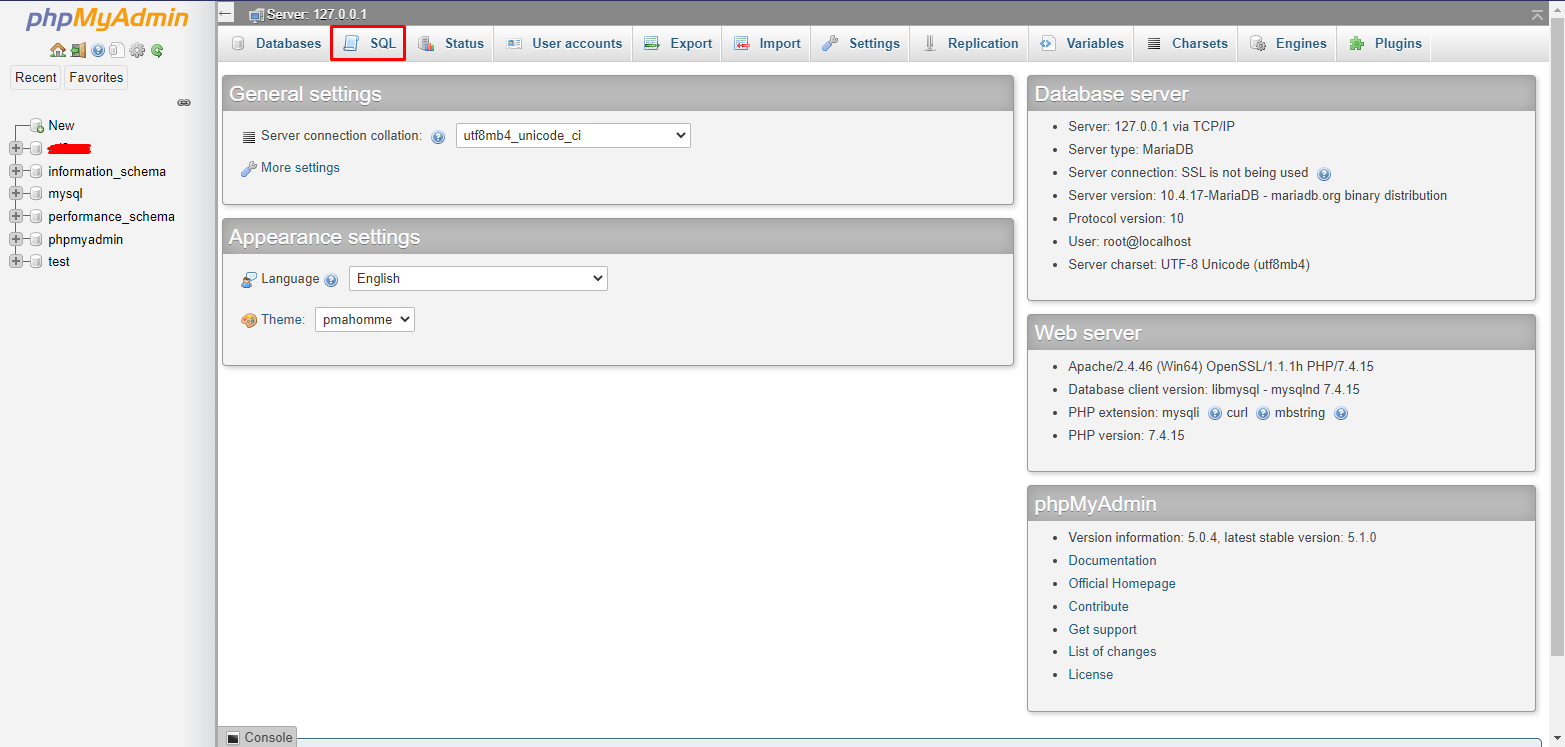 phpMyAdmin
Recent Favorites
New
information_schema
mysql
performance_schema
phpmyadmin
test
Server: 127.0.0.1
Databases SQL Status User accounts Export Import Settings Replication Variables Charsets Engines Plugins
General settings
Server connection collation: utf8mb4_unicode_ci
More settings
Appearance settings
Language English
Theme: pmahomme
Database server
Server: 127.0.0.1 via TCP/IP
Server type: MariaDB
Server connection: SSL is not being used
Server version: 10.4.17-MariaDB - mariadb.org binary distribution
Protocol version: 10
User: root@localhost
Server charset: UTF-8 Unicode (utf8mb4)
Web server
Apache/2.4.46 (Win64) OpenSSL/1.1.1h PHP/7.4.15
Database client version: libmysql - mysqlnd 7.4.15
PHP extension: mysqli curl mbstring
PHP version: 7.4.15
phpMyAdmin
Version information: 5.0.4, latest stable version: 5.1.0
Documentation
Official Homepage
Contribute
Get support
List of changes
License
Console